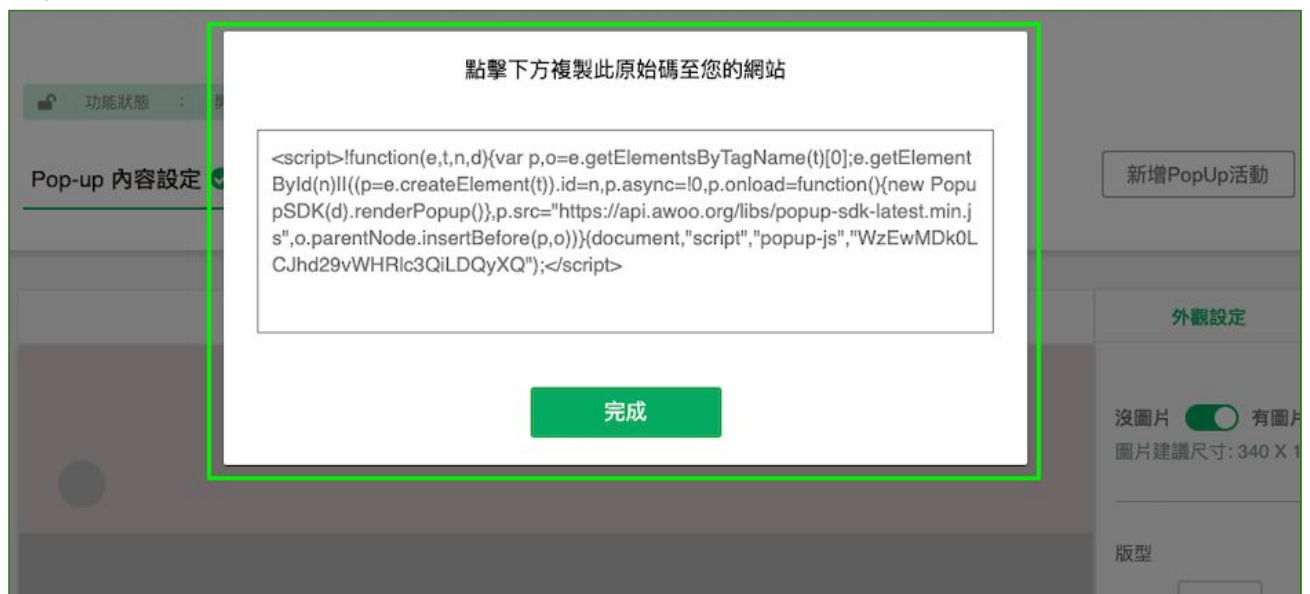 點擊下方複製此原始碼至您的網站
功能狀態 :
Pop-up 內容設定
<script>!function(e,t,n,d){var p,o=e.getElementsByTagName(t)[0];e.getElement
ById(n)||((p=e.createElement(t)).id=n,p.async=!0,p.onload=function(){new Popu
pSDK(d).renderPopup()},p.src="https://api.awoo.org/libs/popup-sdk-latest.min.j
s",o.parentNode.insertBefore(p,o))}(document,"script","popup-js","WzEwMDk0L
CJhd29vWHRlc3QiLDQyXQ");</script>
新增PopUp活動
外觀設定
完成
沒圖片 有圖片
圖片建議尺寸: 340 X 1
版型